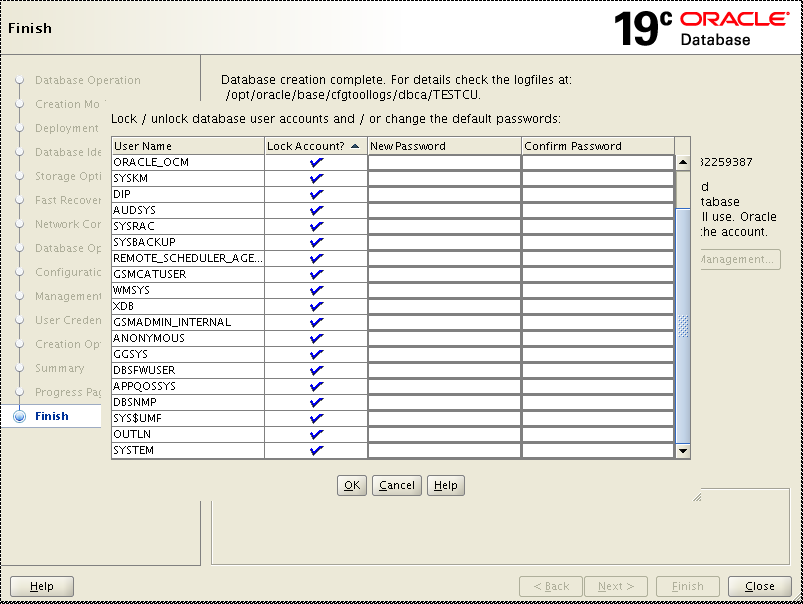 Finish
19c ORACLE
Database
Database Operation
Creation Mo
Deployment
Database Ide
Storage Opti
Fast Recover
Network Con
Database Op
Configuratio
Management
User Creden
Creation Opt
Summary
Progress Pag
Finish
Database creation complete. For details check the logfiles at:
/opt/oracle/base/cfgtoollogs/dbca/TESTCU.
Lock / unlock database user accounts and / or change the default passwords:
User Name Lock Account? New Password Confirm Password
ORACLE_OCM
SYSKM
DIP
AUDSYS
SYSRAC
SYSBACKUP
REMOTE_SCHEDULER_AGE...
GSMCATUSER
WMSYS
XDB
GSMADMIN_INTERNAL
ANONYMOUS
GGSYS
DBSFWUSER
APPQOSSYS
DBSNMP
SYS$UMF
OUTLN
SYSTEM
32259387
d
tabase
ll use. Oracle
the account.
Management...
OK Cancel Help
Help < Back Next > Finish Close